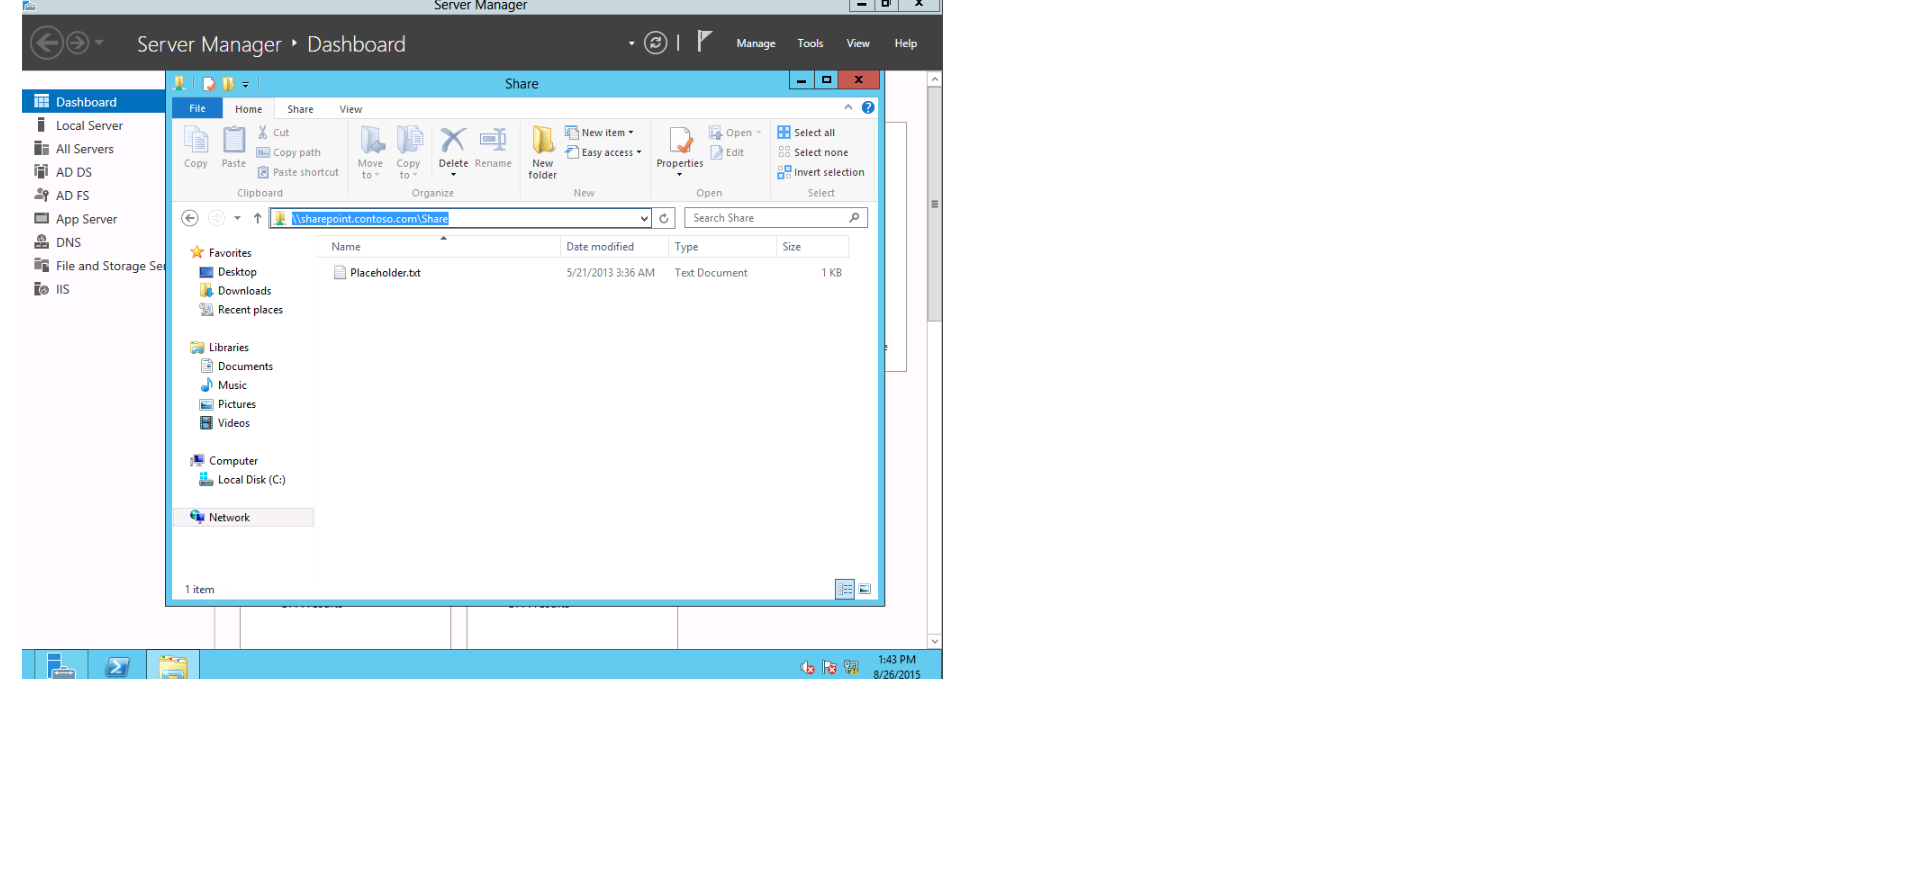 Server Manager
Server Manager ‣ Dashboard
Manage Tools View Help
Share
File Home Share View
Copy
Paste
Cut
Copy path
Paste shortcut
Clipboard
Move to
Copy to
Delete
Rename
Organize
New folder
New item
Easy access
New
Properties
Open
Edit
Open
Select all
Select none
Invert selection
Select
\\sharepoint.contoso.com\Share
Search Share
Dashboard
Local Server
All Servers
AD DS
AD FS
App Server
DNS
File and Storage Ser
IIS
Favorites
Desktop
Downloads
Recent places
Libraries
Documents
Music
Pictures
Videos
Computer
Local Disk (C:)
Network
Name Date modified Type Size
Placeholder.txt 5/21/2013 3:36 AM Text Document 1 KB
1 item
1:43 PM
8/26/2015